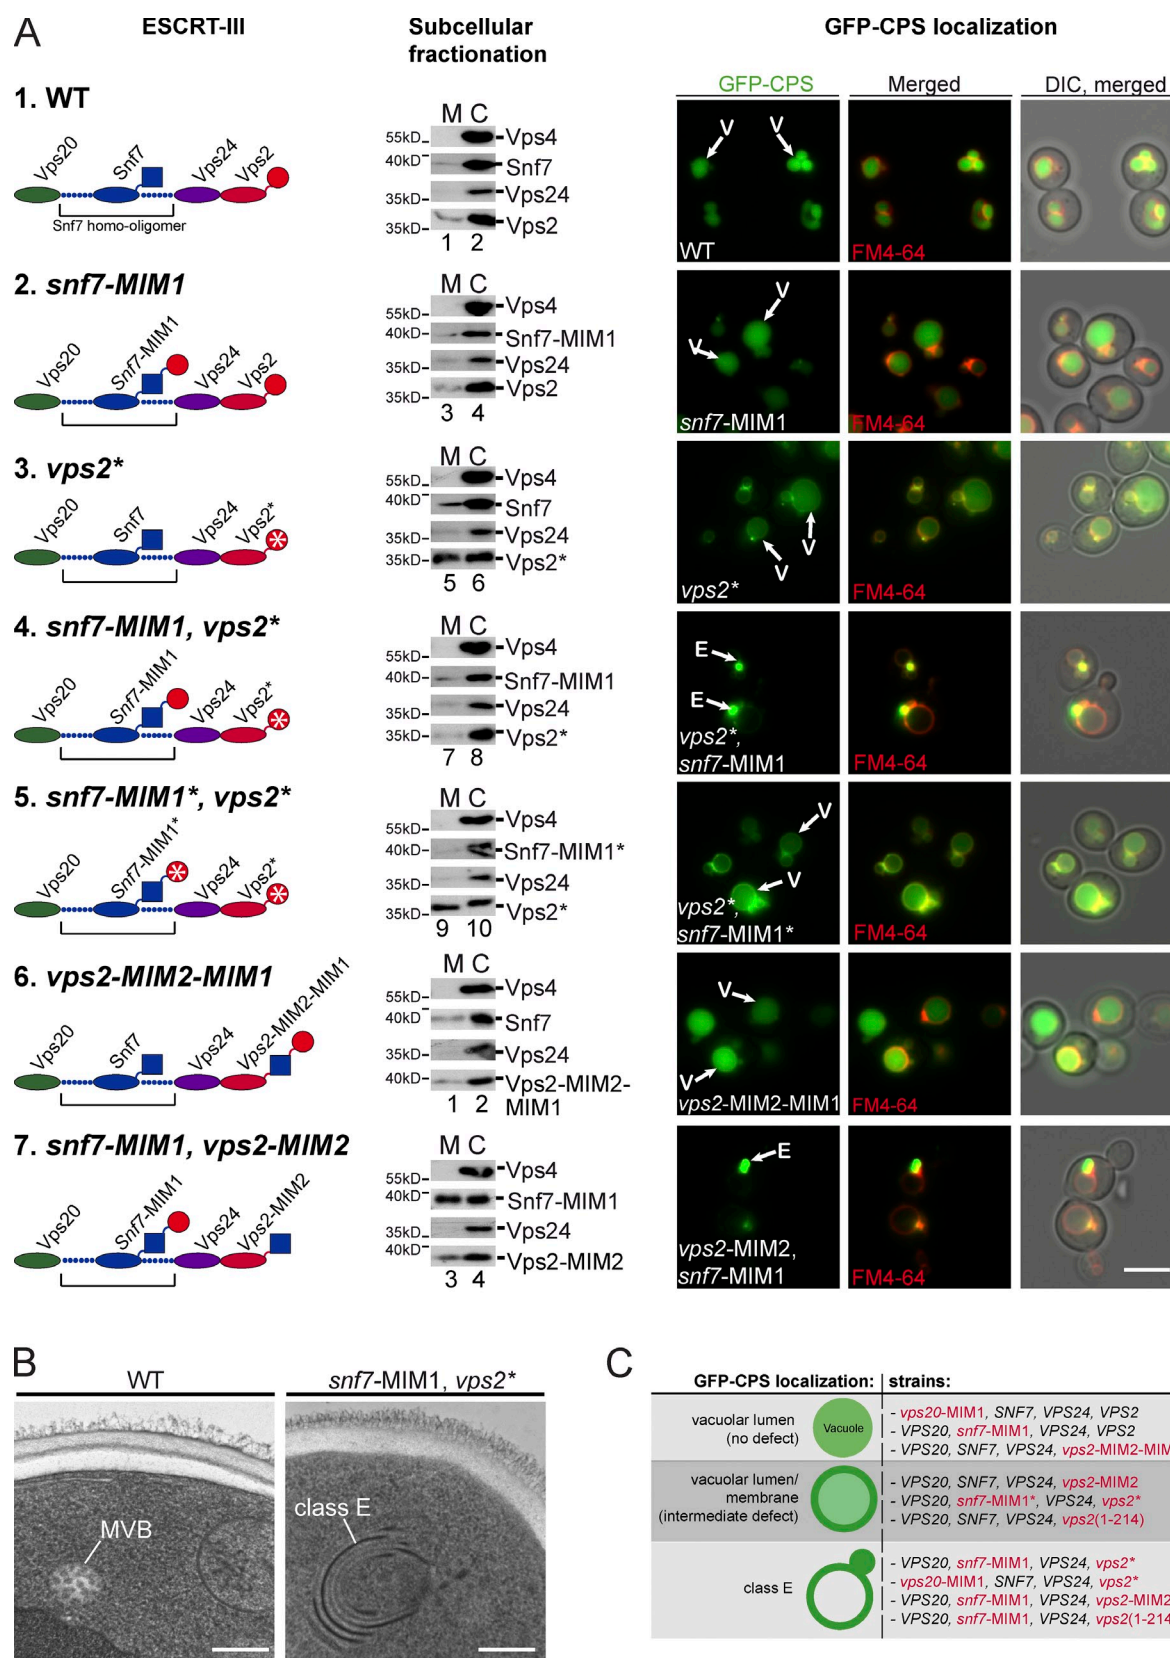 A
ESCRT-III
Subcellular
fractionation
GFP-CPS localization
GFP-CPS
Merged
DIC, merged
1. WT
Vps20
Snf7
Vps24
Vps2
Snf7 homo-oligomer
M C
55kD
Vps4
40kD
Snf7
35kD
Vps24
35kD
Vps2
1 2
V
V
WT
FM4-64
2. snf7-MIM1
Vps20
Snf7-MIM1
Vps24
Vps2
M C
55kD
Vps4
40kD
Snf7-MIM1
35kD
Vps24
35kD
Vps2
3 4
V
V
snf7-MIM1
FM4-64
3. vps2*
Vps20
Snf7
Vps24
Vps2*
M C
55kD
Vps4
40kD
Snf7
35kD
Vps24
35kD
Vps2*
5 6
V
V
vps2*
FM4-64
4. snf7-MIM1, vps2*
Vps20
Snf7-MIM1
Vps24
Vps2*
M C
55kD
Vps4
40kD
Snf7-MIM1
35kD
Vps24
35kD
Vps2*
7 8
E
E
vps2*,
snf7-MIM1
FM4-64
5. snf7-MIM1*, vps2*
Vps20
Snf7-MIM1*
Vps24
Vps2*
M C
55kD
Vps4
40kD
Snf7-MIM1*
35kD
Vps24
35kD
Vps2*
9 10
V
V
vps2*,
snf7-MIM1*
FM4-64
6. vps2-MIM2-MIM1
Vps20
Snf7
Vps24
Vps2-MIM2-MIM1
M C
55kD
Vps4
40kD
Snf7
35kD
Vps24
40kD
Vps2-MIM2-
MIM1
1 2
V
V
vps2-MIM2-MIM1
FM4-64
7. snf7-MIM1, vps2-MIM2
Vps20
Snf7-MIM1
Vps24
Vps2-MIM2
M C
55kD
Vps4
40kD
Snf7-MIM1
35kD
Vps24
40kD
Vps2-MIM2
3 4
E
vps2-MIM2,
snf7-MIM1
FM4-64
B
WT
snf7-MIM1, vps2*
MVB
class E
C
GFP-CPS localization: strains:
vacuolar lumen
(no defect)
Vacuole
- vps20-MIM1, SNF7, VPS24, VPS2
- VPS20, snf7-MIM1, VPS24, VPS2
- VPS20, SNF7, VPS24, vps2-MIM2-MIM
vacuolar lumen/
membrane
(intermediate defect)
- VPS20, SNF7, VPS24, vps2-MIM2
- VPS20, snf7-MIM1*, VPS24, vps2*
- VPS20, SNF7, VPS24, vps2(1-214)
class E
- VPS20, snf7-MIM1, VPS24, vps2*
- vps20-MIM1, SNF7, VPS24, vps2*
- VPS20, snf7-MIM1, VPS24, vps2-MIM2
- VPS20, snf7-MIM1, VPS24, vps2(1-214